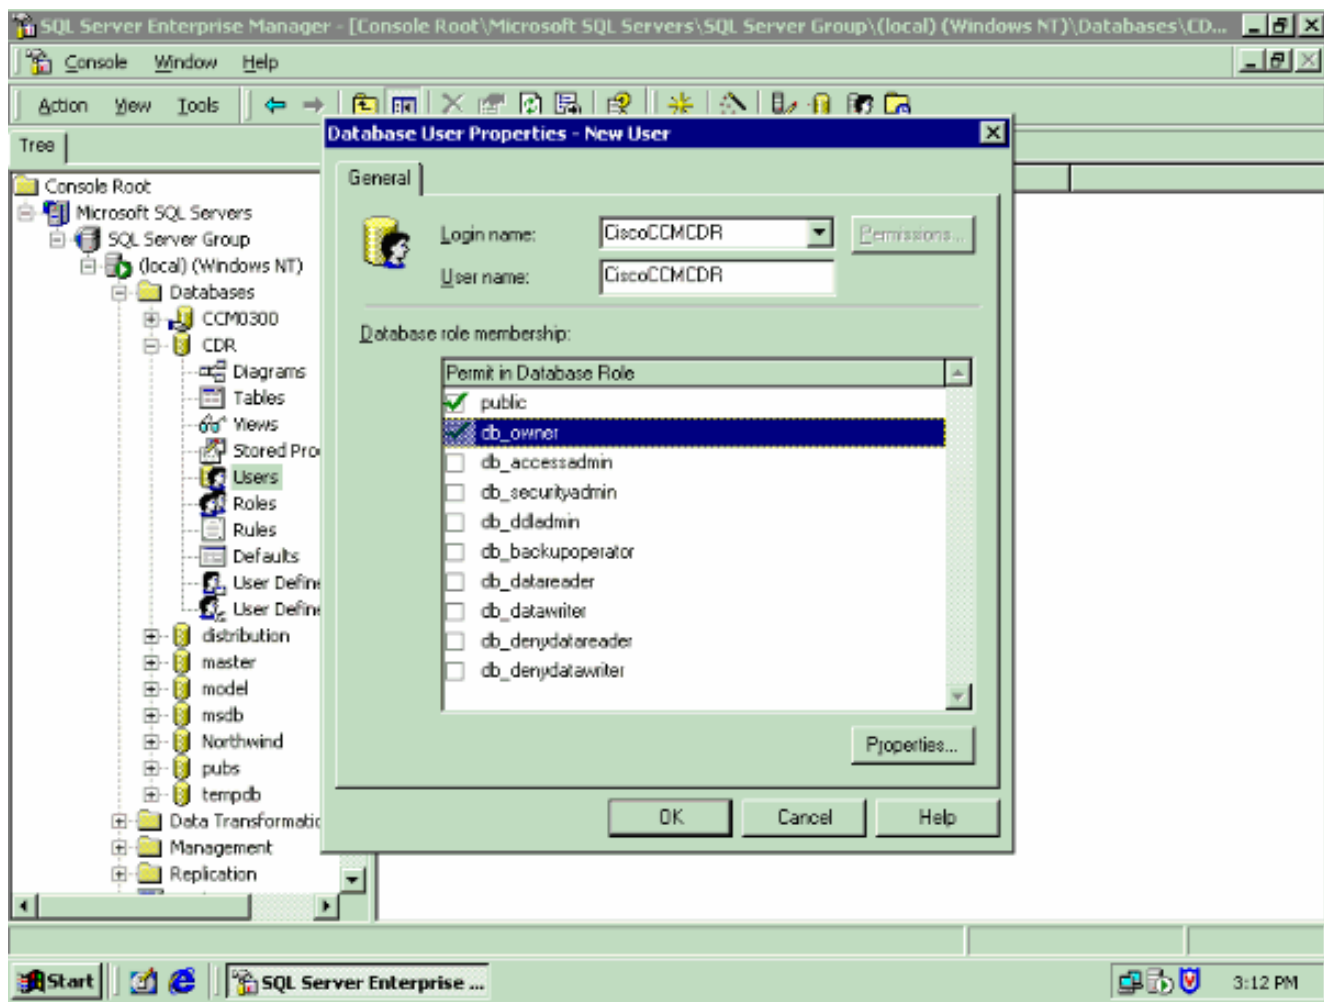 SQL Server Enterprise Manager - [Console Root\Microsoft SQL Servers\SQL Server Group\(local) (Windows NT)\Databases\CD...
Console Window Help
Action View Tools
Tree
Console Root
Microsoft SQL Servers
SQL Server Group
(local) (Windows NT)
Databases
CCM0300
CDR
Diagrams
Tables
Views
Stored Pro
Users
Roles
Rules
Defaults
User Define
User Define
distribution
master
model
msdb
Northwind
pubs
tempdb
Data Transformatic
Management
Replication
Database User Properties - New User
General
Login name: CiscoCCMCDR Permissions...
User name: CiscoCCMCDR
Database role membership:
Permit in Database Role
public
db_owner
db_accessadmin
db_securityadmin
db_ddladmin
db_backupoperator
db_datareader
db_datawriter
db_denydatareader
db_denydatawriter
Properties...
OK Cancel Help
Start SQL Server Enterprise ... 3:12 PM